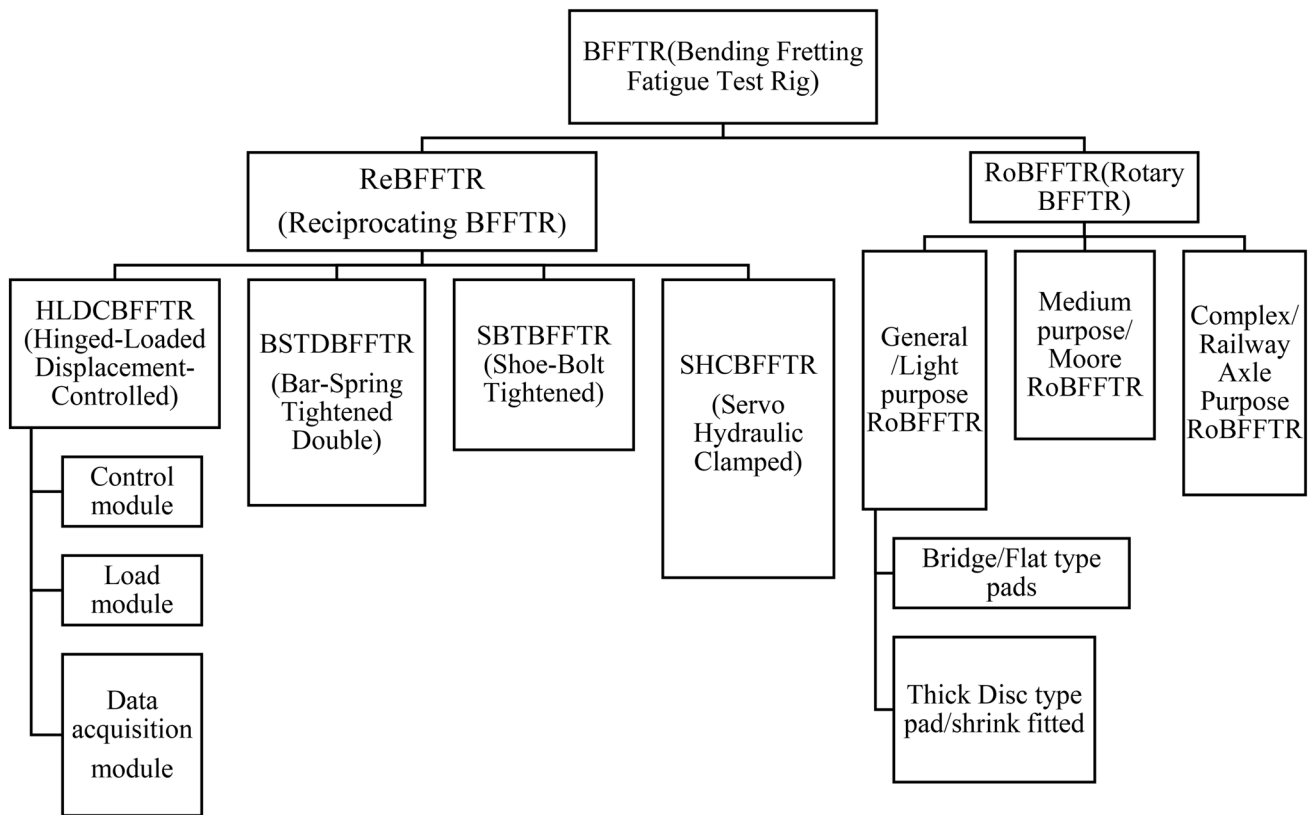 BFFTR(Bending Fretting
Fatigue Test Rig)
ReBFFTR
(Reciprocating BFFTR)
RoBFFTR(Rotary
BFFTR)
HLDCBFFTR
(Hinged-Loaded
Displacement-
Controlled)
BSTDBFFTR
(Bar-Spring
Tightened
Double)
SBTBFFTR
(Shoe-Bolt
Tightened)
SHCBFFTR
(Servo
Hydraulic
Clamped)
General
/Light
purpose
RoBFFTR
Medium
purpose/
Moore
RoBFFTR
Complex/
Railway
Axle
Purpose
RoBFFTR
Control
module
Load
module
Data
acquisition
module
Bridge/Flat type
pads
Thick Disc type
pad/shrink fitted